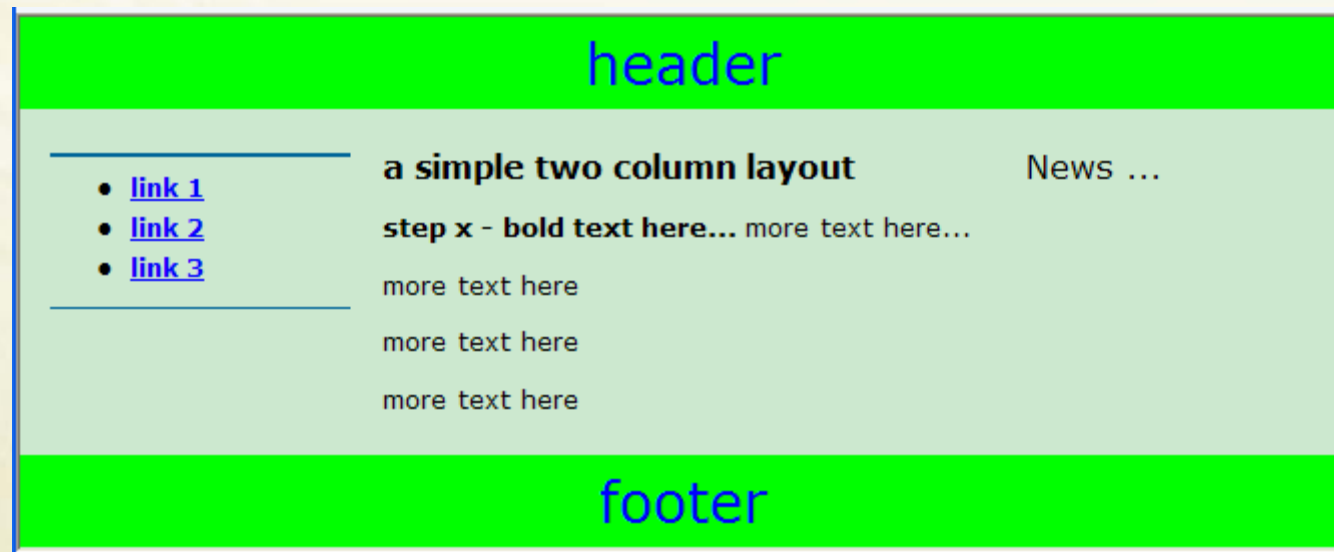 header
link 1
link 2
link 3
a simple two column layout
step x - bold text here... more text here...
more text here
more text here
more text here
News ...
footer